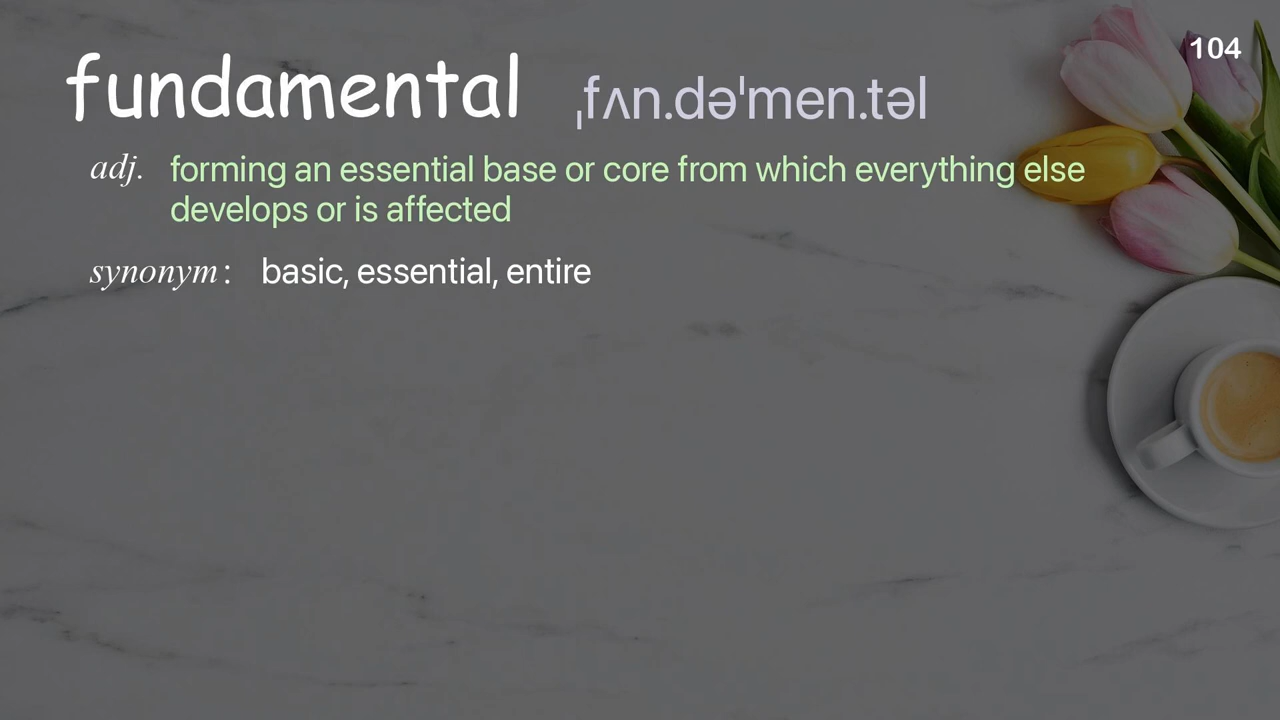 104
fundamental ˌfʌn.dəˈmen.təl
adj. forming an essential base or core from which everything else
develops or is affected
synonym: basic, essential, entire